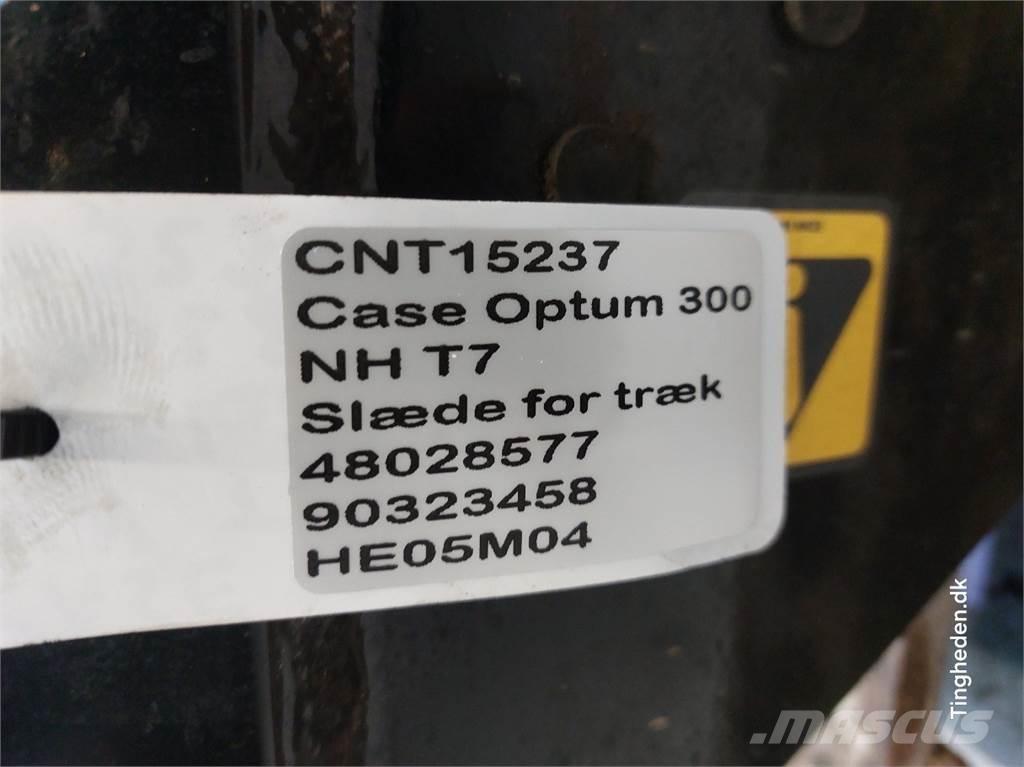 CNT15237
Case Optum 300
NH T7
Slæde for træk
48028577
90323458
HE05M04
Tingheden.dk
MASCUS